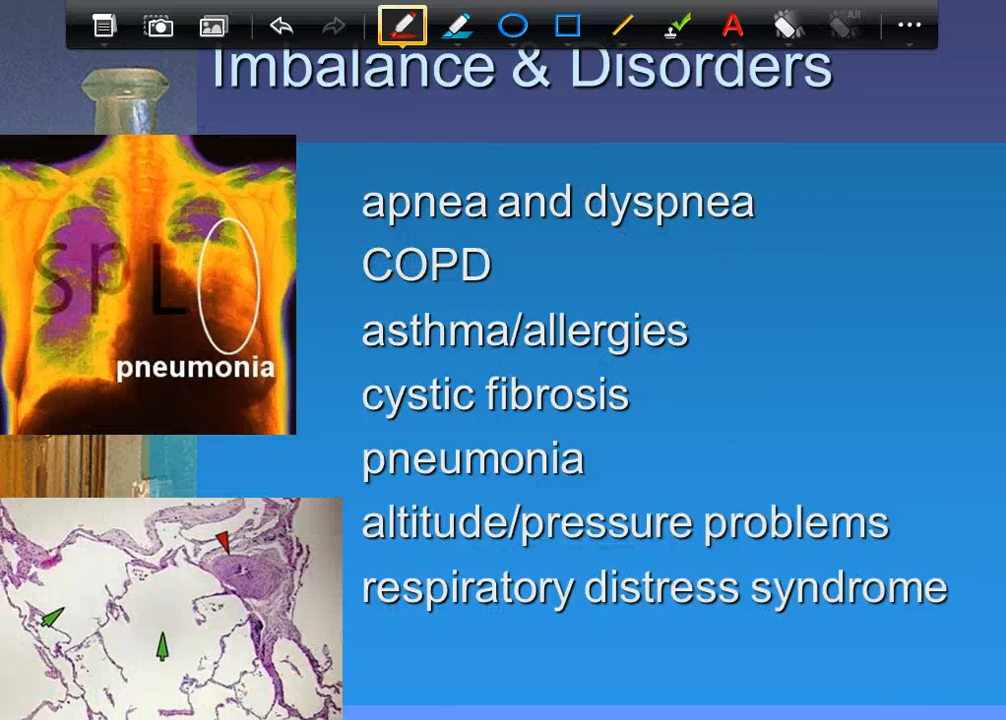 A
All
Imbalance & Disorders
apnea and dyspnea
COPD
SPL
asthma/allergies
pneumonia
cystic fibrosis
pneumonia
altitude/pressure problems
respiratory distress syndrome